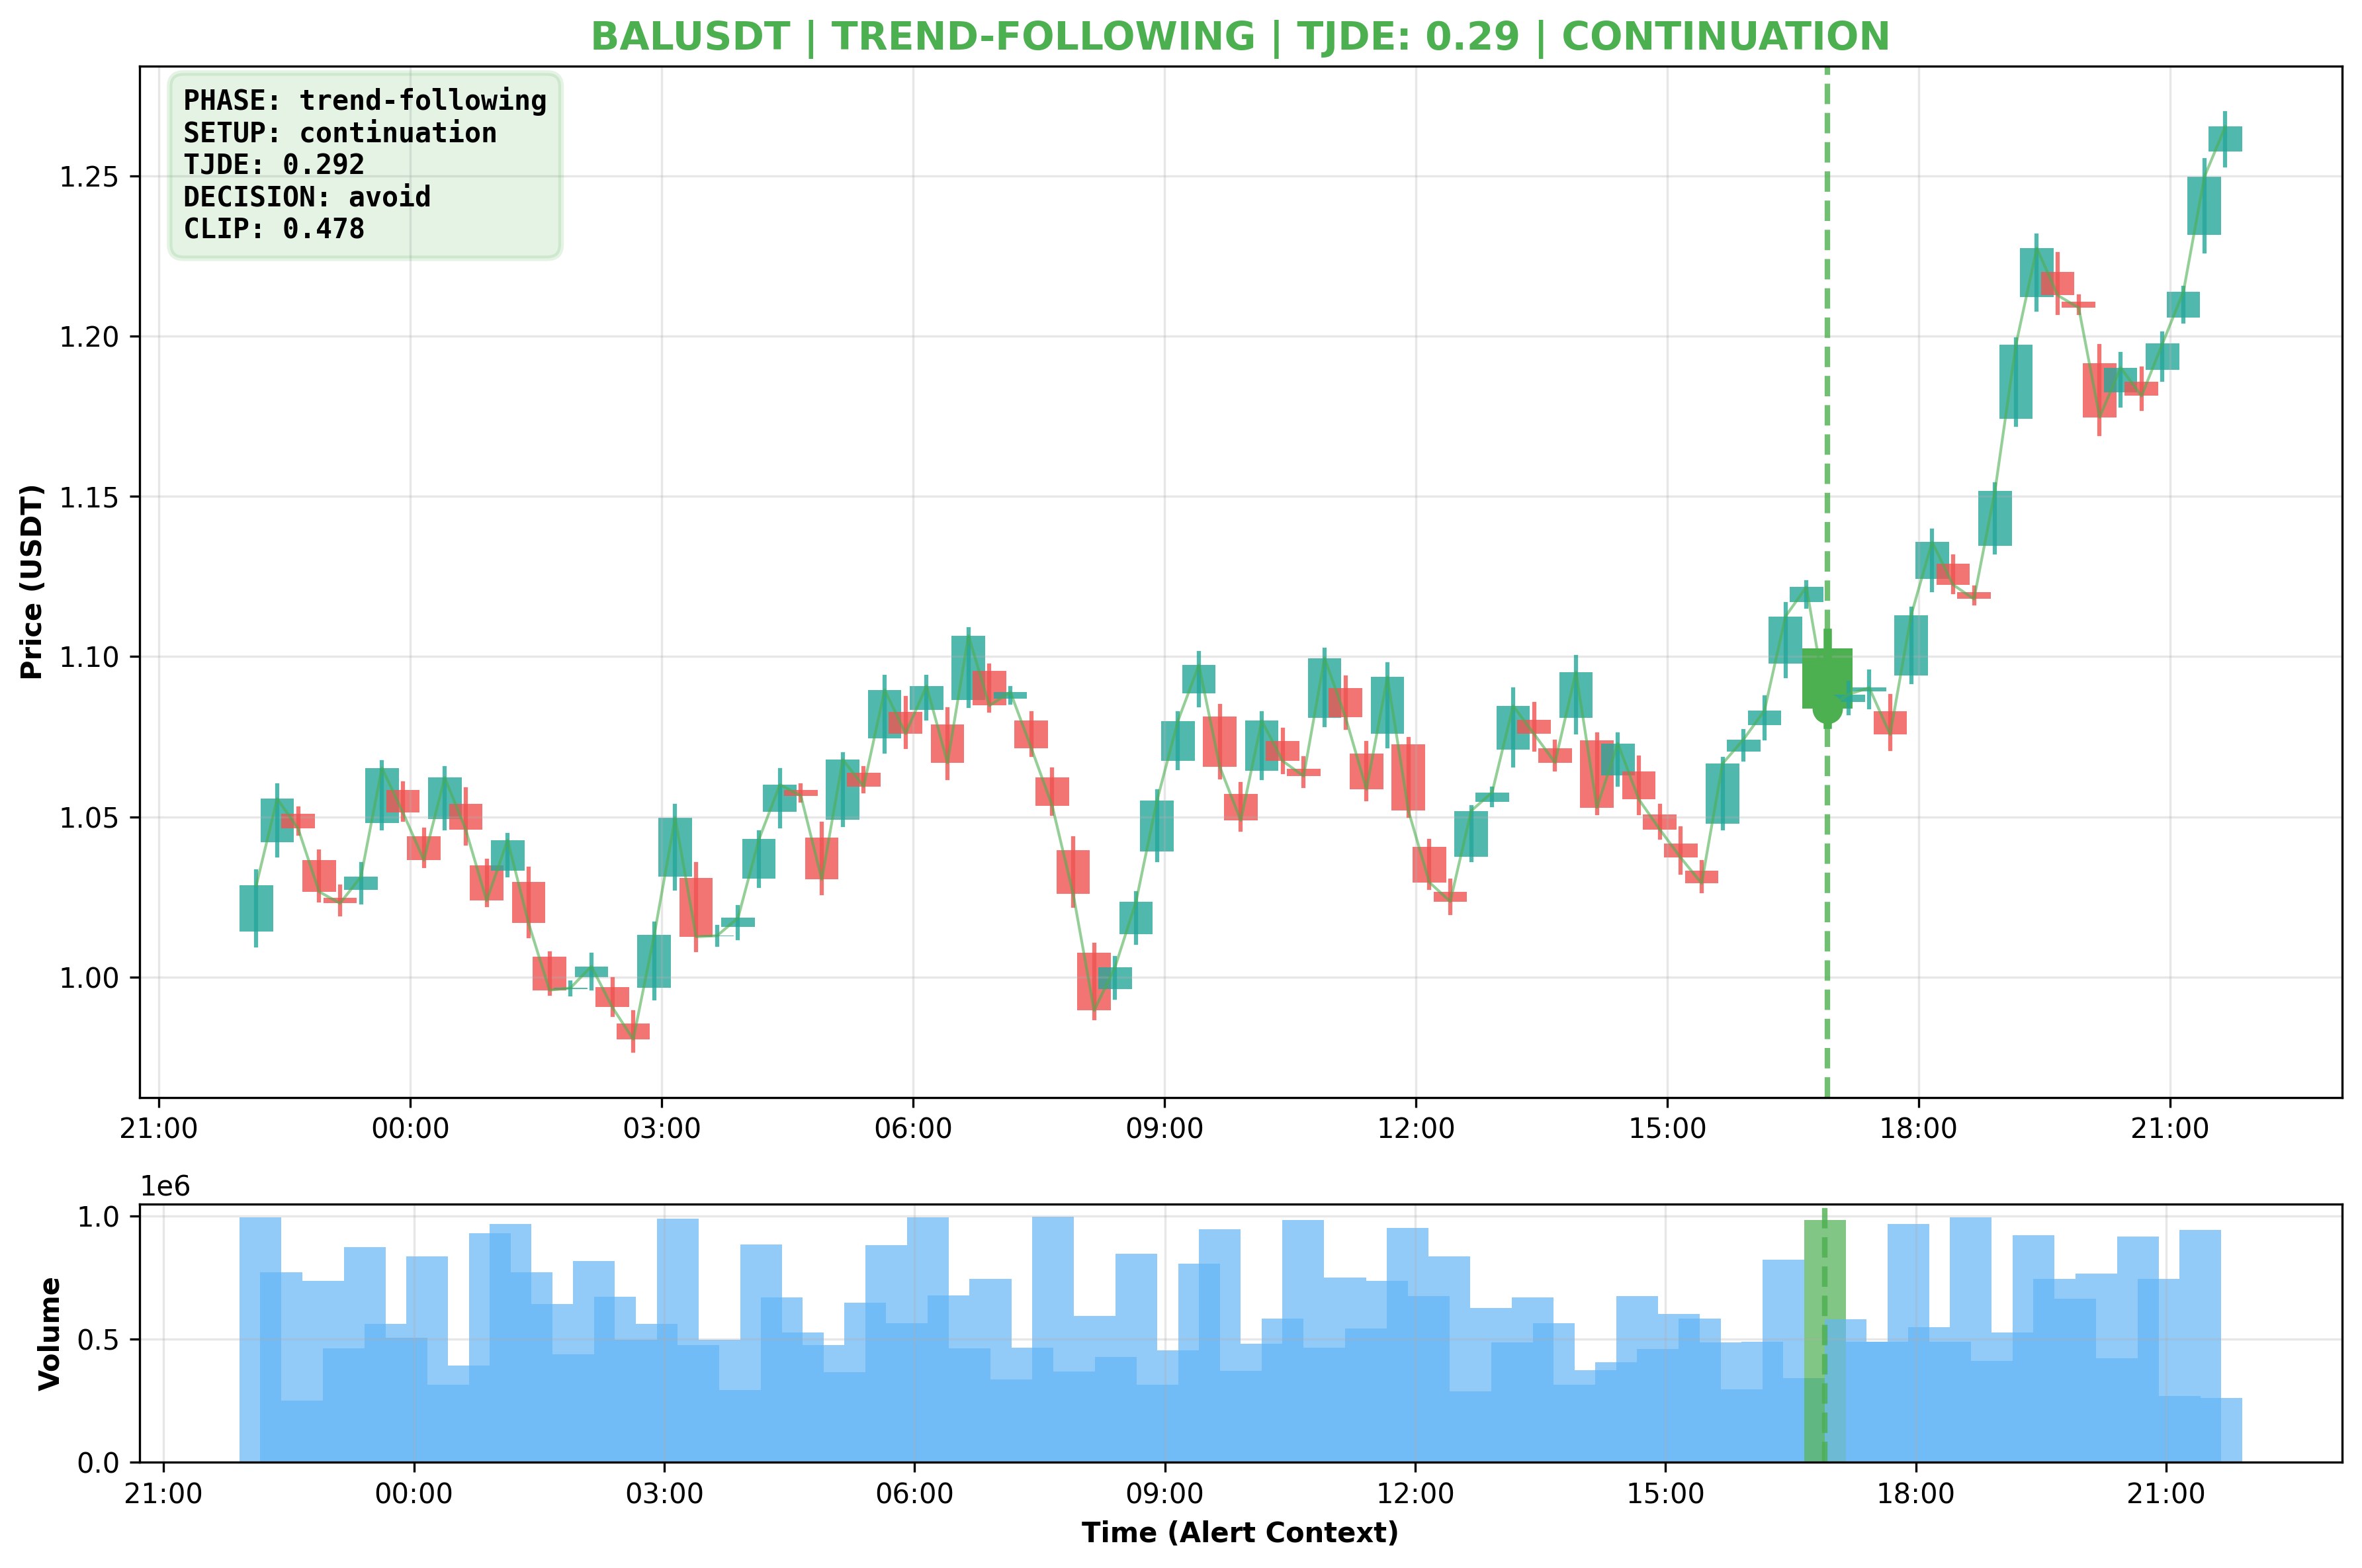 BALUSDT | TREND-FOLLOWING | TJDE: 0.29 | CONTINUATION
PHASE: trend-following
SETUP: continuation
TJDE: 0.292
DECISION: avoid
CLIP: 0.478
Price (USDT)
1.25
1.20
1.15
1.10
1.05
1.00
21:00 00:00 03:00 06:00 09:00 12:00 15:00 18:00 21:00
1e6
Volume
1.0
0.5
0.0
21:00 00:00 03:00 06:00 09:00 12:00 15:00 18:00 21:00
Time (Alert Context)